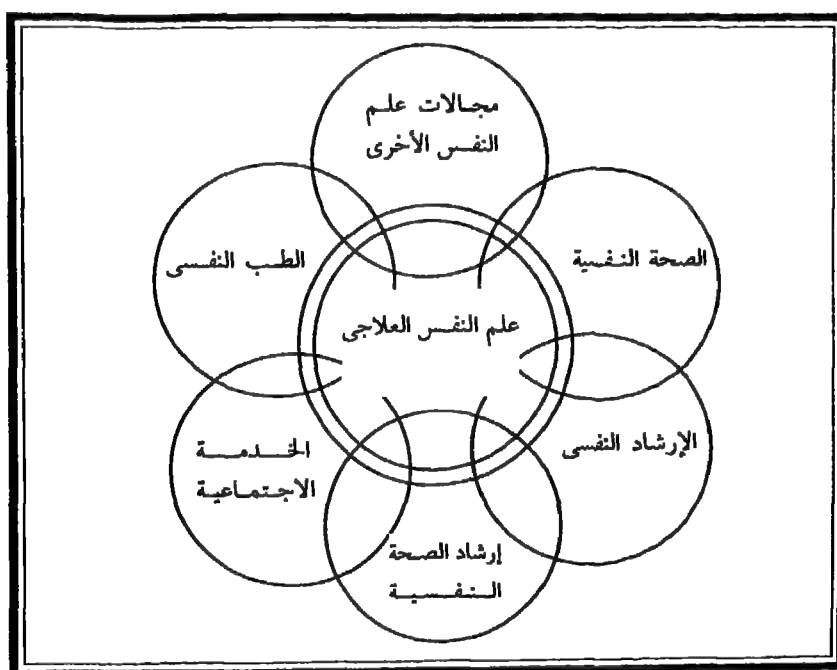 مجالات علم
النفس الأخرى
الصحة النفسية
الطب النفسى
علم النفس العلاجى
الإرشاد النفسى
الخدمة
الاجتماعية
إرشاد الصحة
النفسية